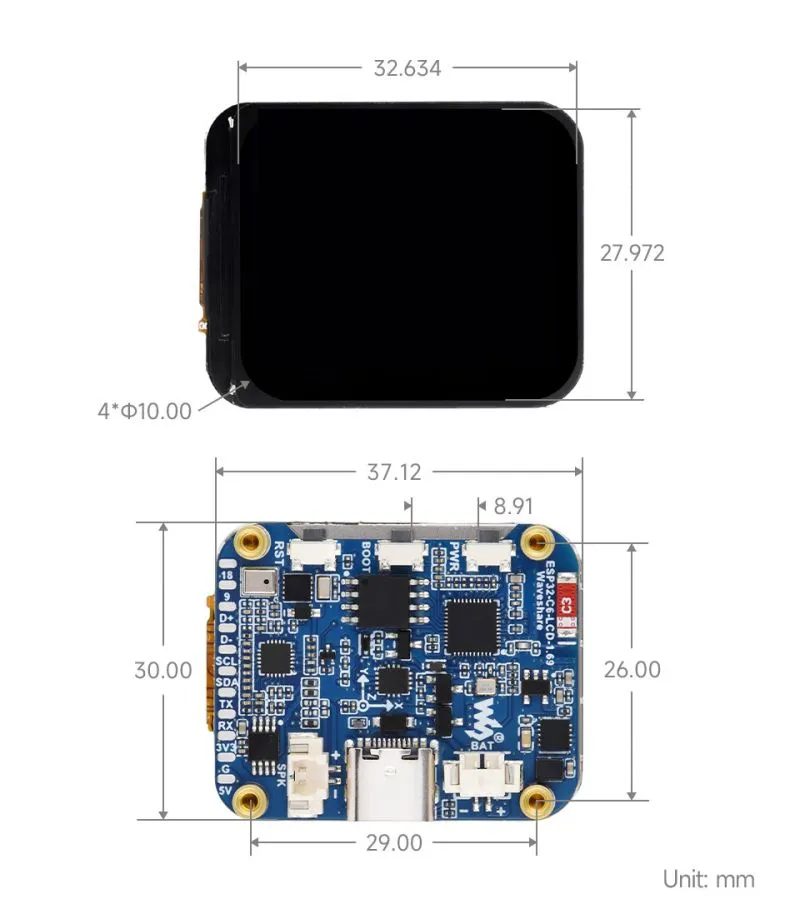 32.634
27.972
4*Φ10.00
37.12
8.91
30.00
26.00
29.00
RST
BOOT
PWR
ESP32-C6-LCD-1.69
Waveshare
C3
18
9
D+
D-
SCL
SDA
TX
RX
3V3
G
5V
Y
Z
X
©
SPK
+
-
BAT
- +
Unit: mm